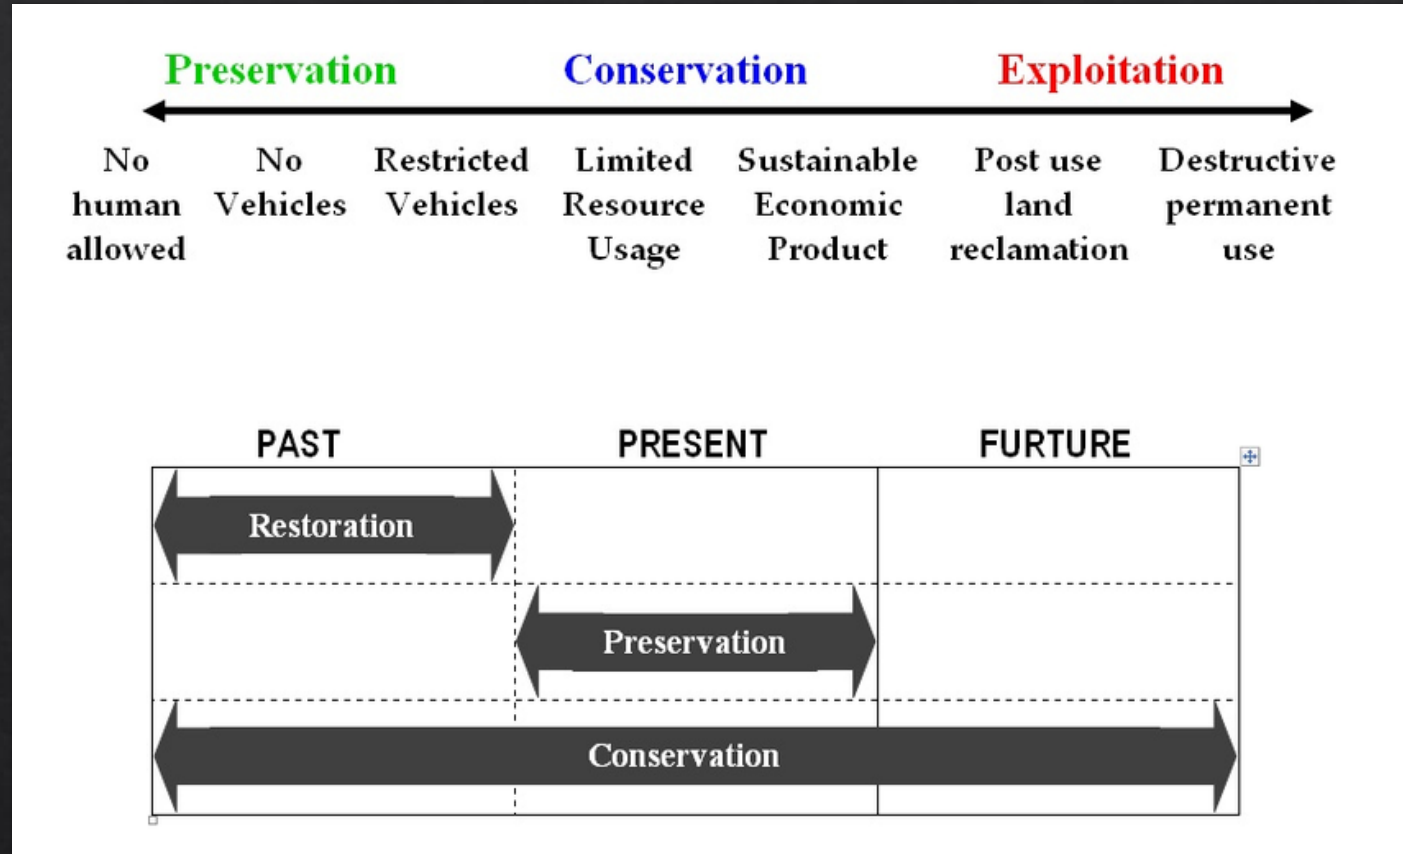 Preservation Conservation Exploitation
No No Restricted Limited Sustainable Post use Destructive
human Vehicles Vehicles Resource Economic land permanent
allowed Usage Product reclamation use
PAST PRESENT FURTURE
Restoration
Preservation
Conservation